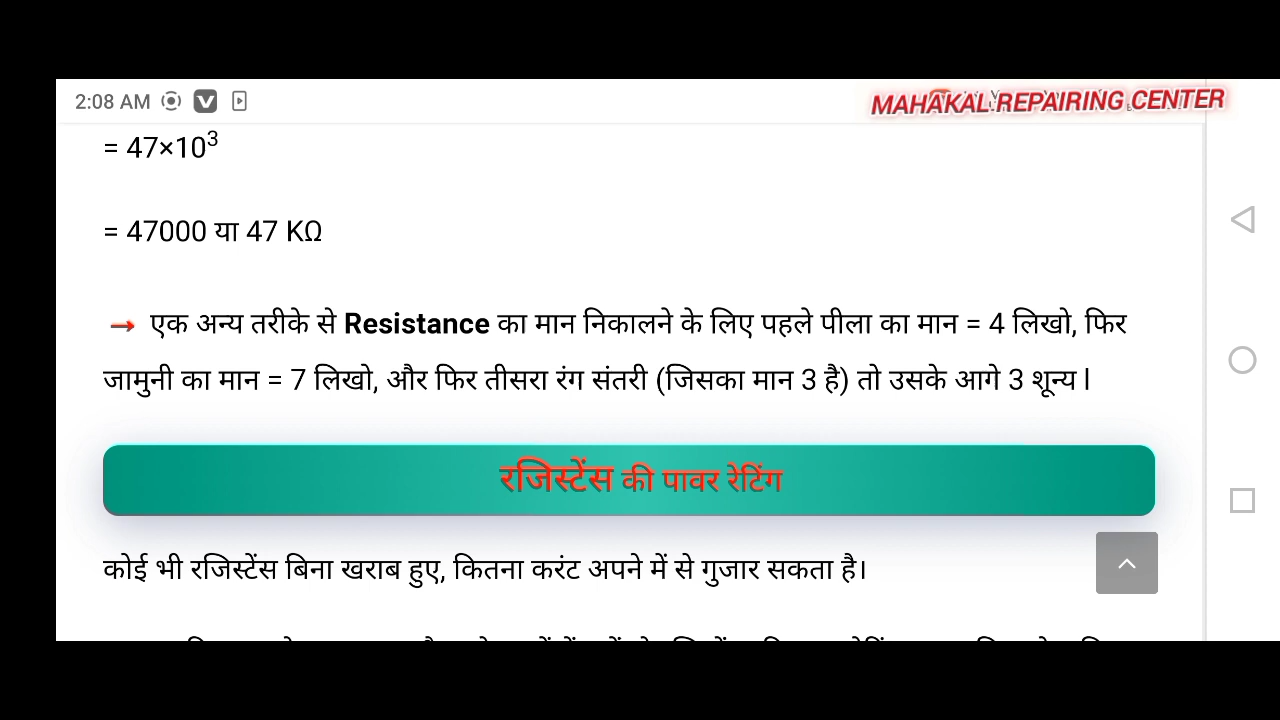 2:08 AM
MAHAKAL REPAIRING CENTER
= 47×10³
= 47000 या 47 KΩ
→ एक अन्य तरीके से Resistance का मान निकालने के लिए पहले पीला का मान = 4 लिखो, फिर
जामुनी का मान = 7 लिखो, और फिर तीसरा रंग संतरी (जिसका मान 3 है) तो उसके आगे 3 शून्य l
रजिस्टेंस की पावर रेटिंग
कोई भी रजिस्टेंस बिना खराब हुए, कितना करंट अपने में से गुजार सकता है।